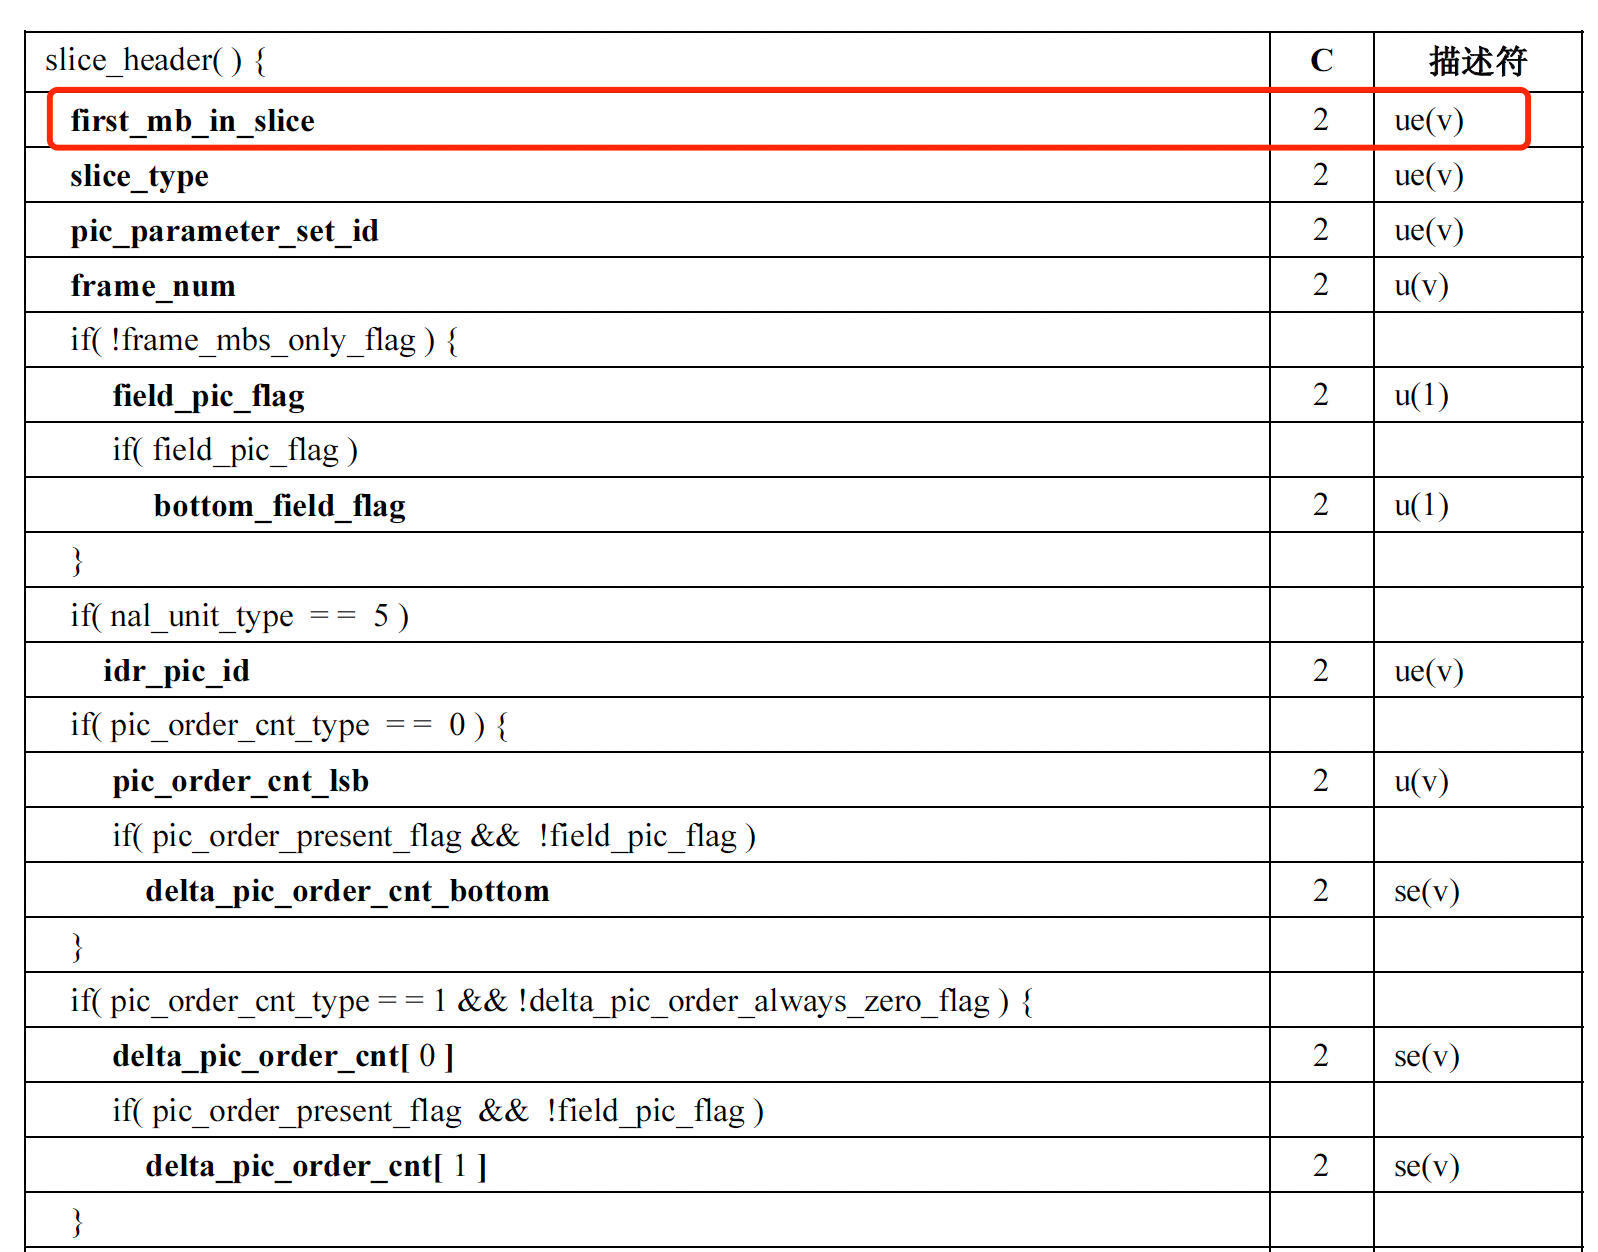 slice_header( ) { C 描述符
first_mb_in_slice 2 ue(v)
slice_type 2 ue(v)
pic_parameter_set_id 2 ue(v)
frame_num 2 u(v)
if( !frame_mbs_only_flag ) {
field_pic_flag 2 u(1)
if( field_pic_flag )
bottom_field_flag 2 u(1)
}
if( nal_unit_type = = 5 )
idr_pic_id 2 ue(v)
if( pic_order_cnt_type = = 0 ) {
pic_order_cnt_lsb 2 u(v)
if( pic_order_present_flag && !field_pic_flag )
delta_pic_order_cnt_bottom 2 se(v)
}
if( pic_order_cnt_type = = 1 && !delta_pic_order_always_zero_flag ) {
delta_pic_order_cnt[ 0 ] 2 se(v)
if( pic_order_present_flag && !field_pic_flag )
delta_pic_order_cnt[ 1 ] 2 se(v)
}